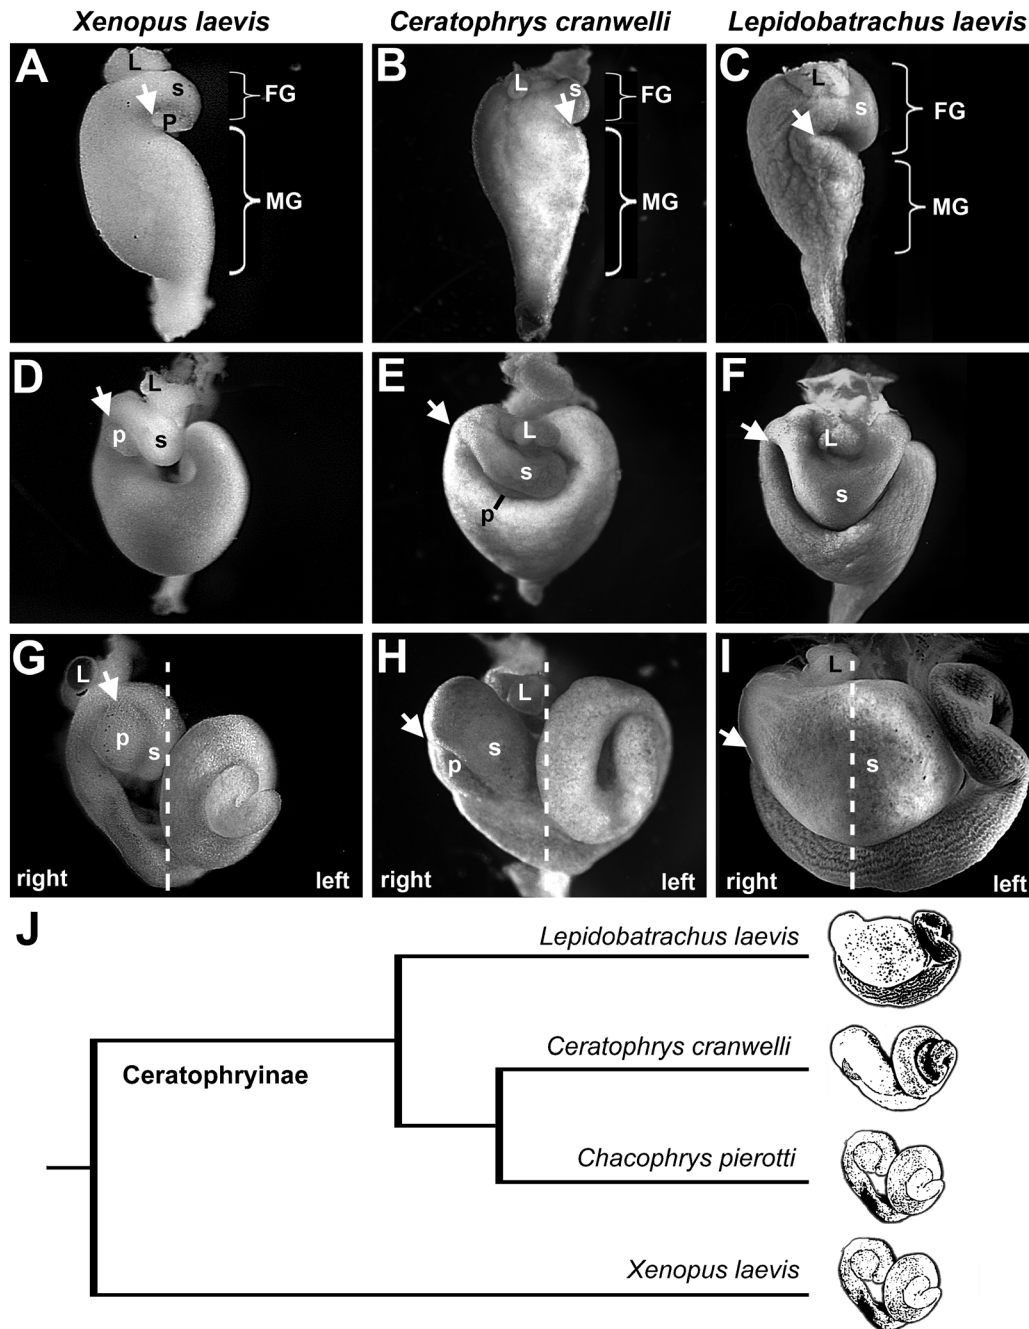 Xenopus laevis Ceratophrys cranwelli Lepidobatrachus laevis
A L s P FG MG
B L s FG MG
C L s FG MG
D L p s
E L s p
F L s
G L p s right left
H L s p right left
I L s right left
J
Lepidobatrachus laevis
Ceratophrys cranwelli
Ceratophryinae
Chacophrys pierotti
Xenopus laevis